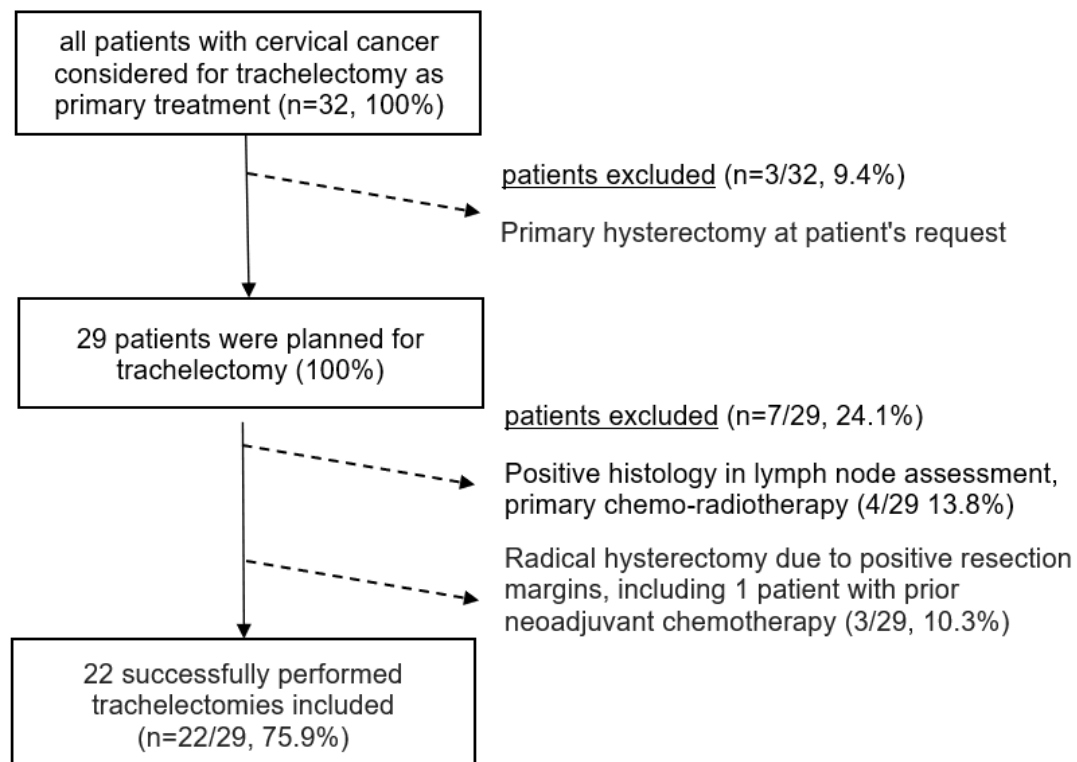 all patients with cervical cancer
considered for trachelectomy as
primary treatment (n=32, 100%)
patients excluded (n=3/32, 9.4%)
Primary hysterectomy at patient's request
29 patients were planned for
trachelectomy (100%)
patients excluded (n=7/29, 24.1%)
Positive histology in lymph node assessment,
primary chemo-radiotherapy (4/29 13.8%)
Radical hysterectomy due to positive resection
margins, including 1 patient with prior
neoadjuvant chemotherapy (3/29, 10.3%)
22 successfully performed
trachelectomies included
(n=22/29, 75.9%)